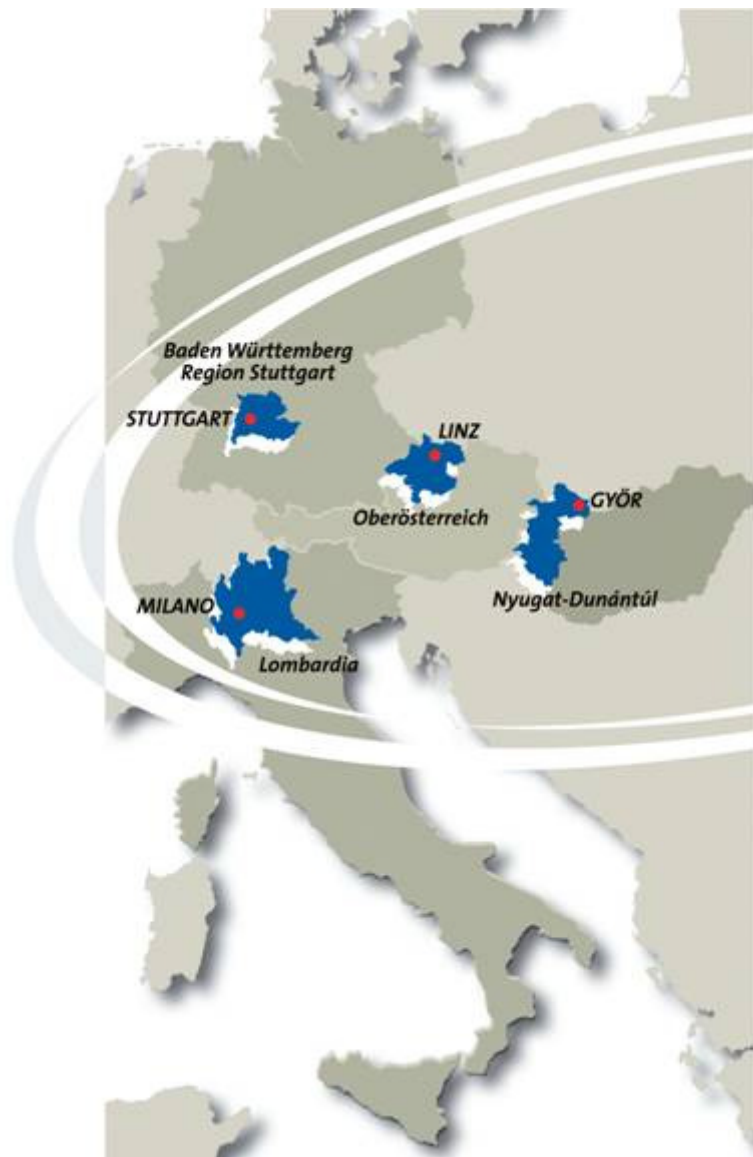 Baden Württemberg
Region Stuttgart
STUTTGART
LINZ
Oberösterreich
GYÖR
Nyugat-Dunántúl
MILANO
Lombardia